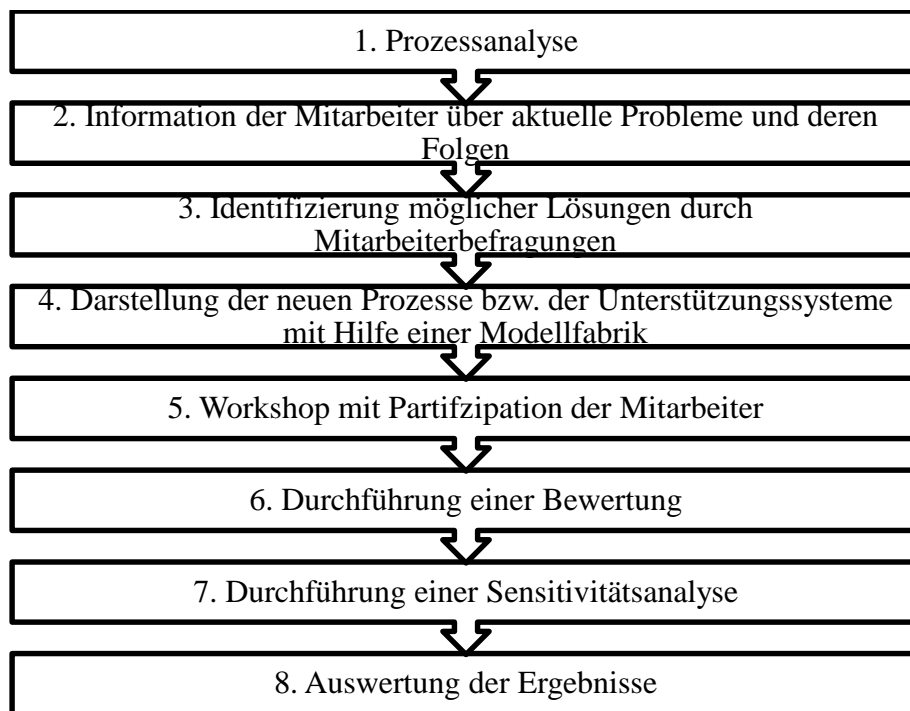 1. Prozessanalyse
2. Information der Mitarbeiter über aktuelle Probleme und deren
Folgen
3. Identifizierung möglicher Lösungen durch
Mitarbeiterbefragungen
4. Darstellung der neuen Prozesse bzw. der Unterstützungssysteme
mit Hilfe einer Modellfabrik
5. Workshop mit Partifzipation der Mitarbeiter
6. Durchführung einer Bewertung
7. Durchführung einer Sensitivitätsanalyse
8. Auswertung der Ergebnisse